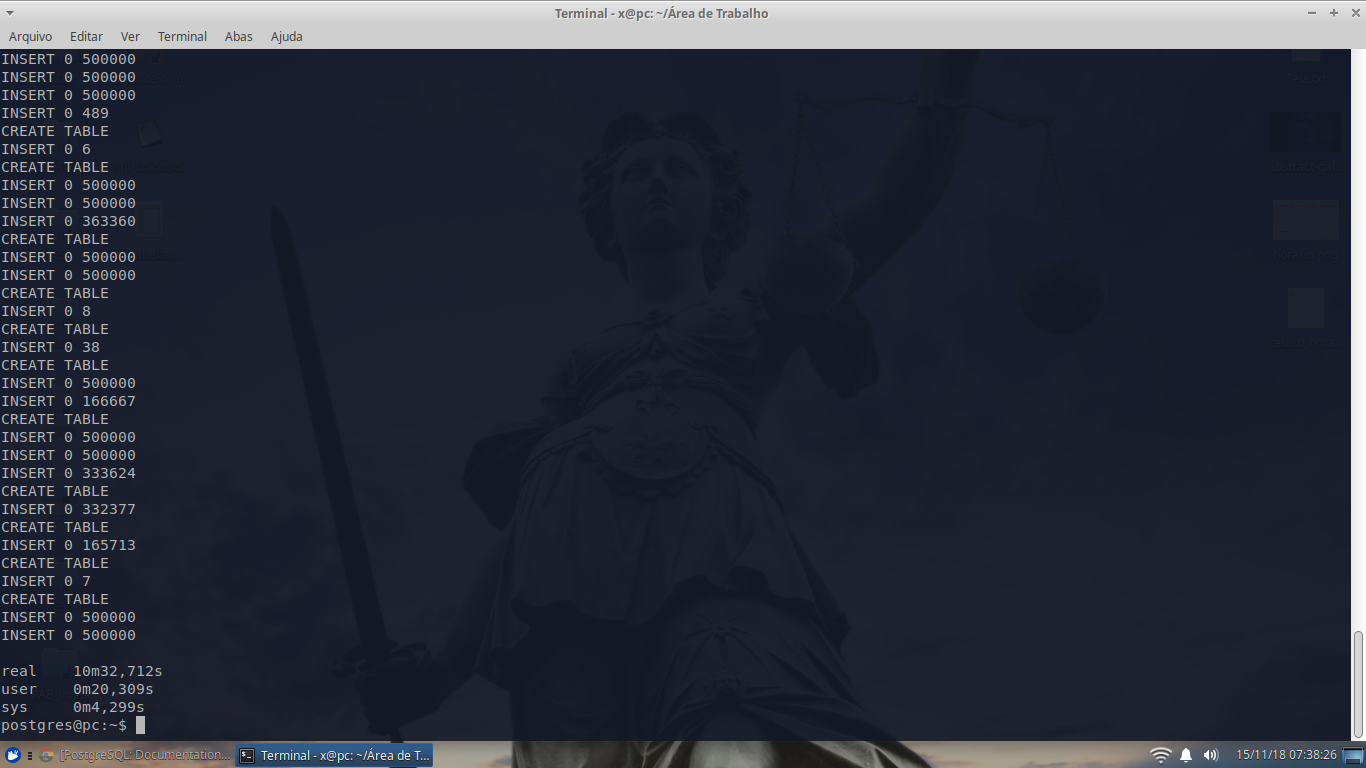 Terminal - x@pc: ~/Área de Trabalho
Arquivo Editar Ver Terminal Abas Ajuda
INSERT 0 500000
INSERT 0 500000
INSERT 0 500000
INSERT 0 489
CREATE TABLE
INSERT 0 6
CREATE TABLE
INSERT 0 500000
INSERT 0 500000
INSERT 0 363360
CREATE TABLE
INSERT 0 500000
INSERT 0 500000
CREATE TABLE
INSERT 0 8
CREATE TABLE
INSERT 0 38
CREATE TABLE
INSERT 0 500000
INSERT 0 166667
CREATE TABLE
INSERT 0 500000
INSERT 0 500000
INSERT 0 333624
CREATE TABLE
INSERT 0 332377
CREATE TABLE
INSERT 0 165713
CREATE TABLE
INSERT 0 7
CREATE TABLE
INSERT 0 500000
INSERT 0 500000
real 10m32,712s
user 0m20,309s
sys 0m4,299s
postgres@pc:~$
[PostgreSQL: Documentation... Terminal - x@pc: ~/Área de T... 15/11/18 07:38:26